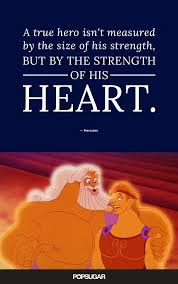 A true hero isn't measured
by the size of his strength,
BUT BY THE STRENGTH
OF HIS
HEART.
— Hercules
POPSUGAR